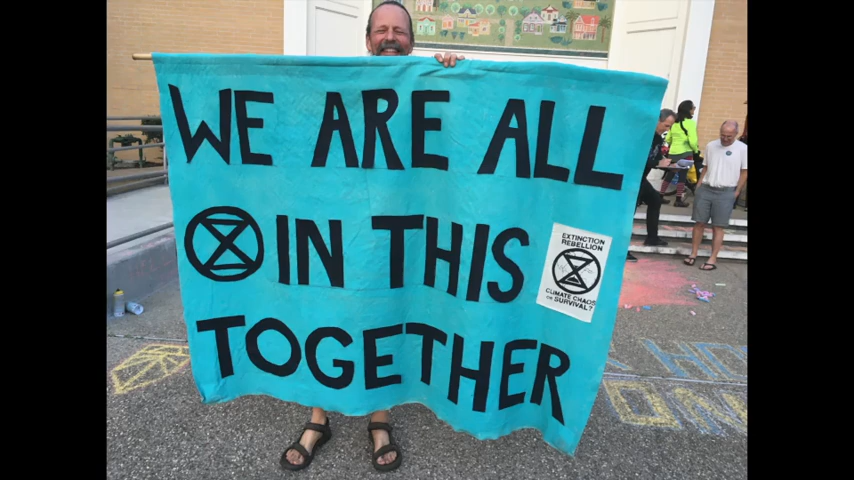 WE ARE ALL
IN THIS
TOGETHER
EXTINCTION
REBELLION
CLIMATE CHAOS
OR SURVIVAL?